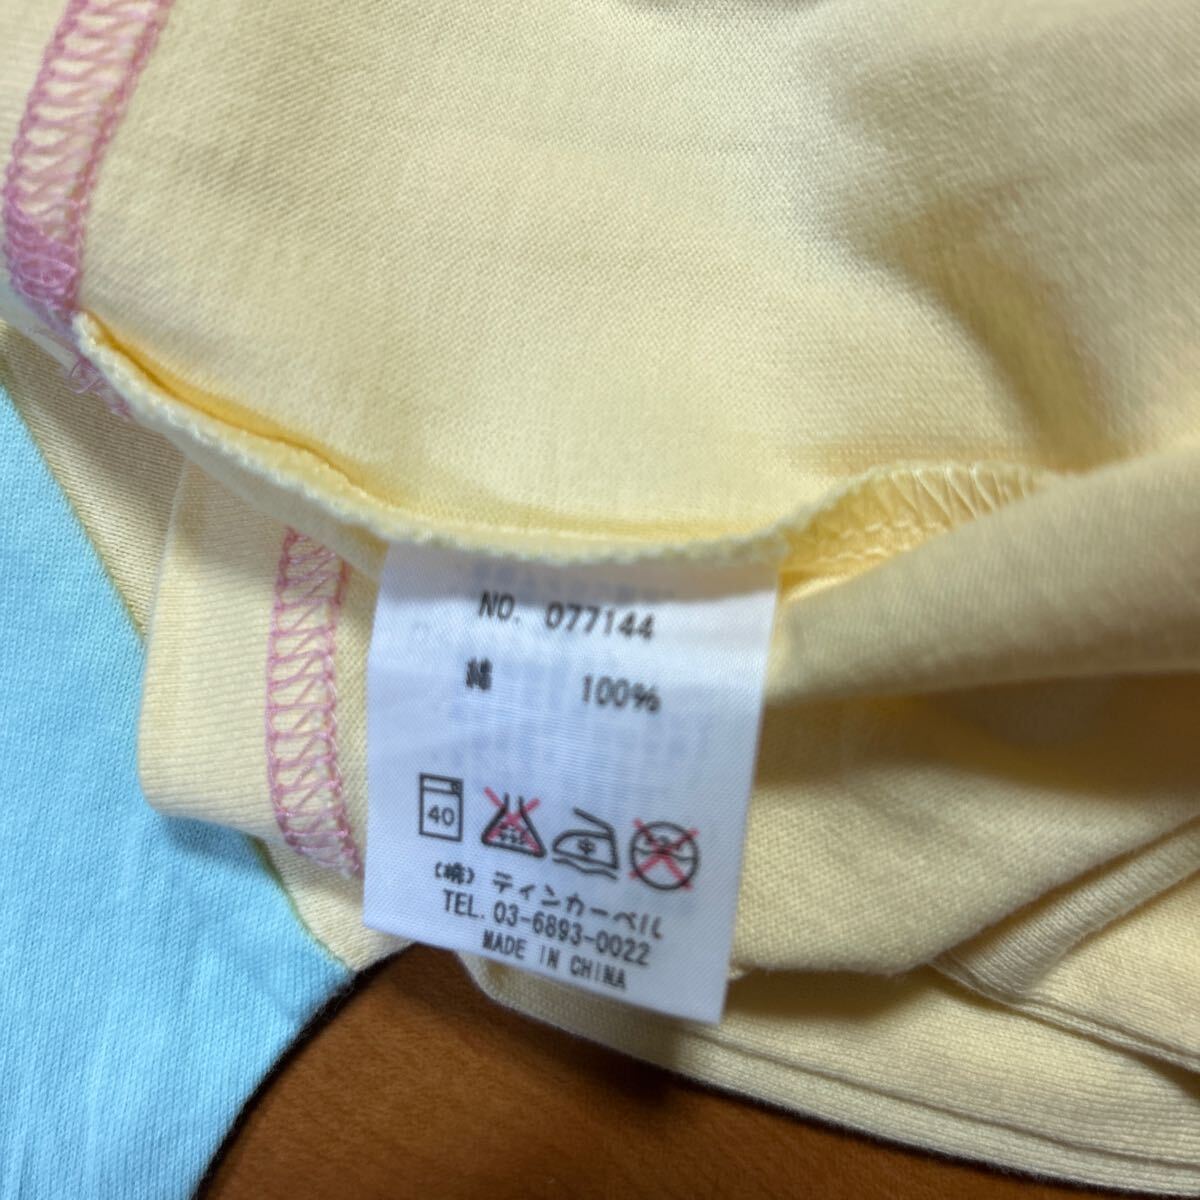 NO. 077144
綿 100%
40 中
(株) ティンカーベル
TEL. 03-6893-0022
MADE IN CHINA